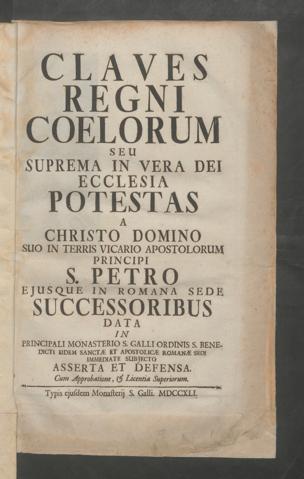 CLAVES
REGNI
COELORUM
SEU
SUPREMA IN VERA DEI
ECCLESIA
POTESTAS
A
CHRISTO DOMINO
SUO IN TERRIS VICARIO APOSTOLORUM
PRINCIPI
S. PETRO
EJUSQUE IN ROMANA SEDE
SUCCESSORIBUS
DATA
IN
PRINCIPALI MONASTERIO S. GALLI ORDINIS S. BENE-
DICTI EIDEM SANCTÆ ET APOSTOLICÆ ROMANÆ SEDI
IMMEDIATE SUBJECTO
ASSERTA ET DEFENSA.
Cum Approbatione, & Licentia Superiorum.
Typis ejusdem Monasterij S. Galli. MDCCXLI.